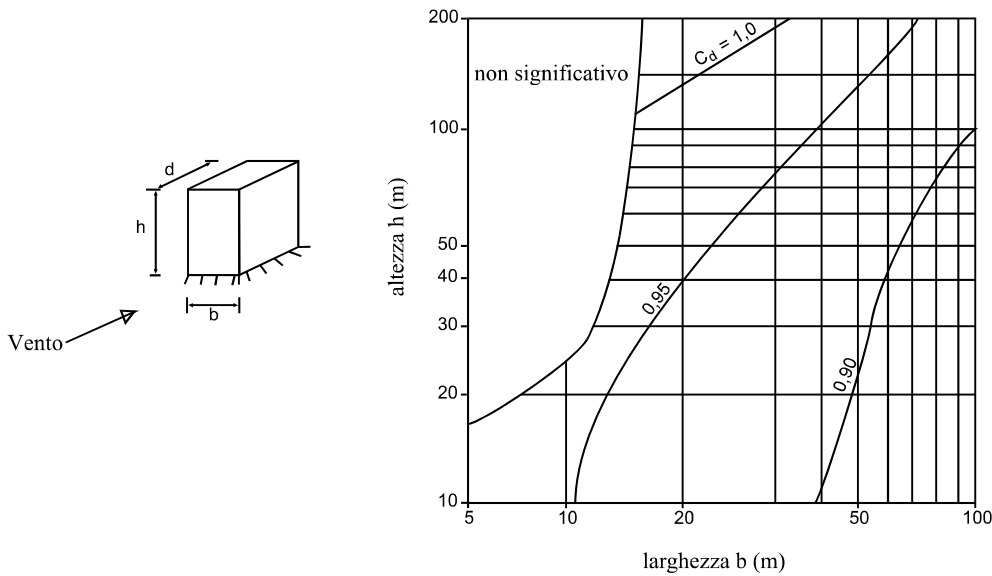 d
h
b
Vento
altezza h (m)
200
100
50
40
30
20
10
non significativo
Cd = 1,0
0,95
0,90
5 10 20 50 100
larghezza b (m)